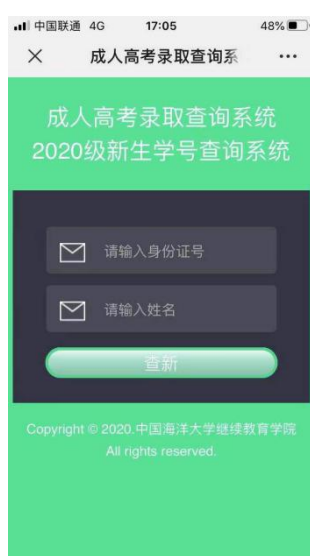 中国联通 4G 17:05 48%
成人高考录取查询系
成人高考录取查询系统
2020级新生学号查询系统
请输入身份证号
请输入姓名
查新
Copyright © 2020.中国海洋大学继续教育学院
All rights reserved.